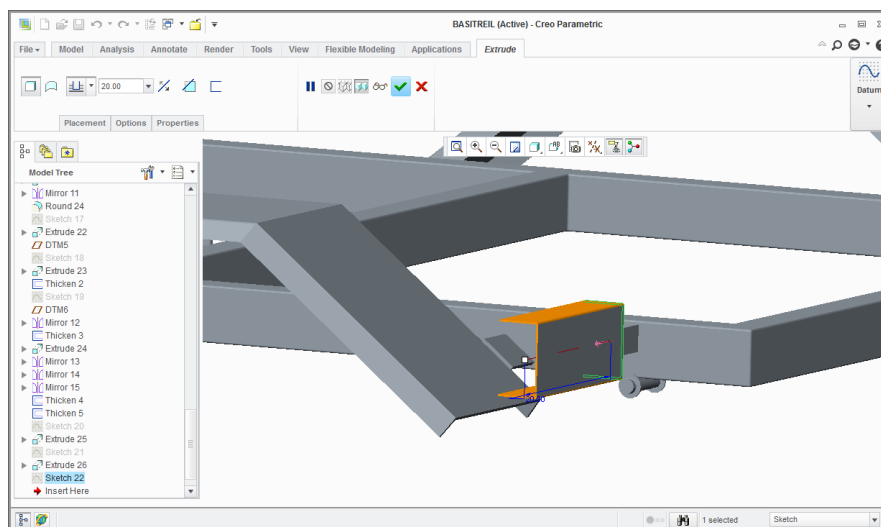 BASITREIL (Active) - Creo Parametric
File Model Analysis Annotate Render Tools View Flexible Modeling Applications Extrude
20.00
Datum
Placement Options Properties
Model Tree
Mirror 11
Round 24
Sketch 17
Extrude 22
DTM5
Sketch 18
Extrude 23
Thicken 2
Sketch 19
DTM6
Mirror 12
Thicken 3
Extrude 24
Mirror 13
Mirror 14
Mirror 15
Thicken 4
Thicken 5
Sketch 20
Extrude 25
Sketch 21
Extrude 26
Sketch 22
Insert Here
1 selected
Sketch